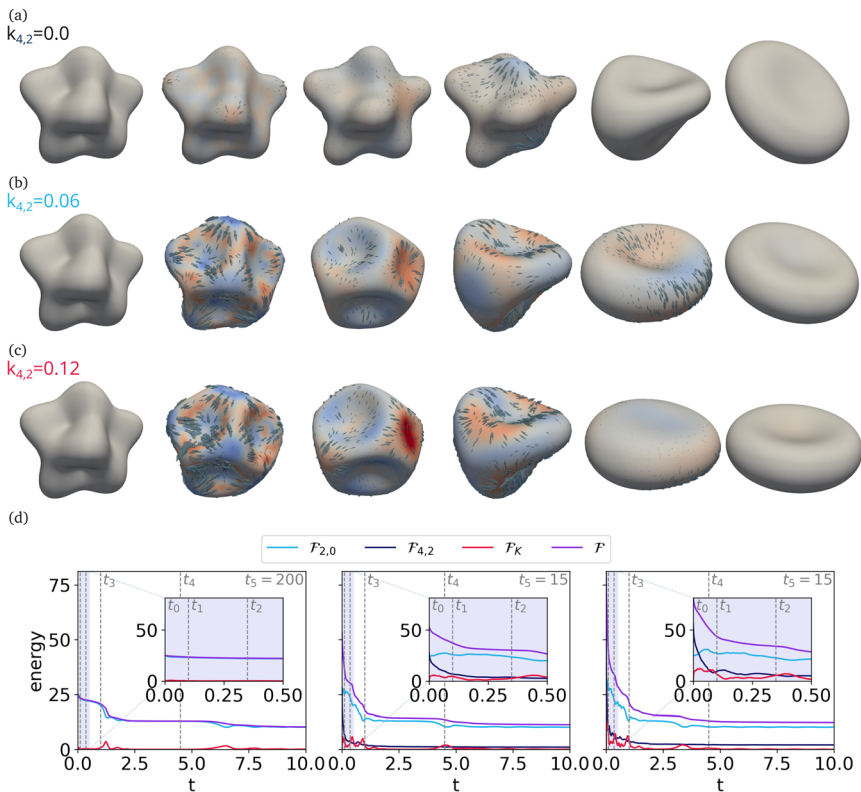 (a)
k4,2=0.0
(b)
k4,2=0.06
(c)
k4,2=0.12
(d)
F2,0 F4,2 FK F
energy
75
50
25
0
0.0 2.5 5.0 7.5 10.0
t
t3 t4 t5 = 200
t0 t1 t2
50
0
0.00 0.25 0.50
0.0 2.5 5.0 7.5 10.0
t
t3 t4 t5 = 15
t0 t1 t2
50
0
0.00 0.25 0.50
0.0 2.5 5.0 7.5 10.0
t
t3 t4 t5 = 15
t0 t1 t2
50
0
0.00 0.25 0.50